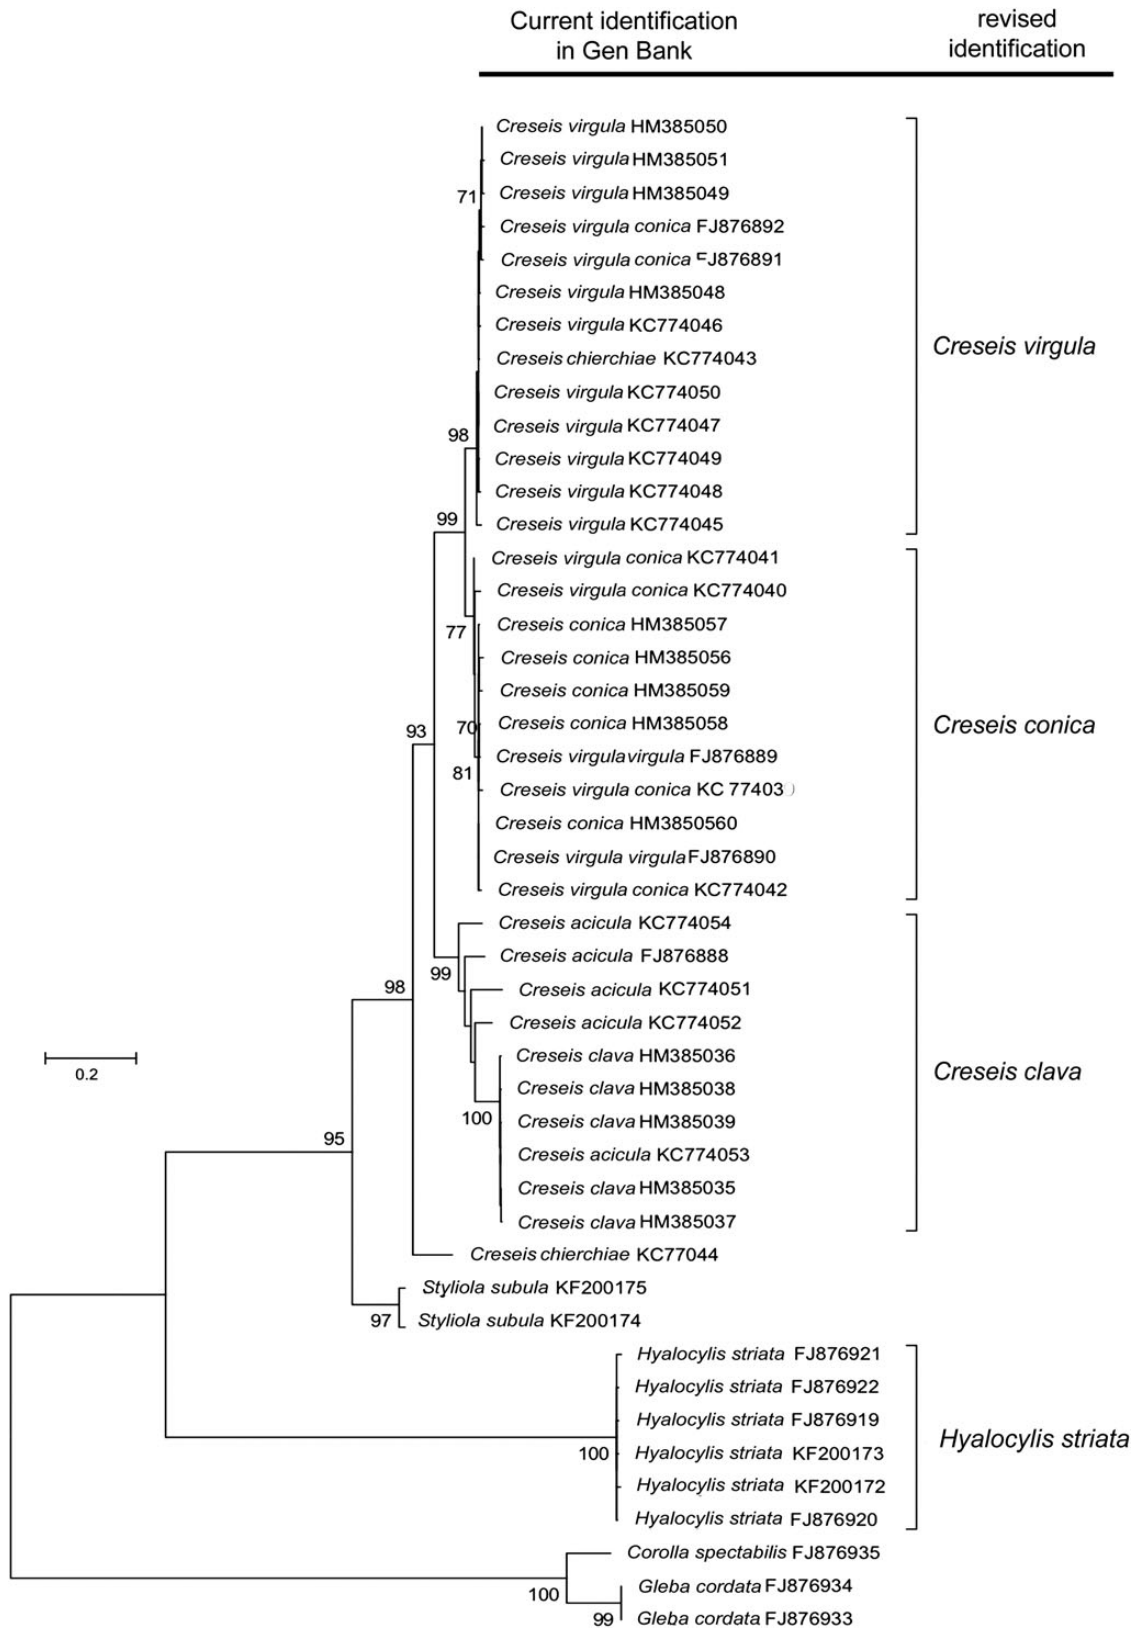 Current identification
in Gen Bank
revised
identification
Creseis virgula HM385050
Creseis virgula HM385051
Creseis virgula HM385049
71
Creseis virgula conica FJ876892
Creseis virgula conica FJ876891
Creseis virgula HM385048
Creseis virgula KC774046
Creseis virgula
Creseis chierchiae KC774043
Creseis virgula KC774050
Creseis virgula KC774047
98
Creseis virgula KC774049
Creseis virgula KC774048
99
Creseis virgula KC774045
Creseis virgula conica KC774041
Creseis virgula conica KC774040
Creseis conica HM385057
77
Creseis conica HM385056
Creseis conica HM385059
Creseis conica HM385058
70
Creseis conica
93
Creseis virgulavirgula FJ876889
81
Creseis virgula conica KC
Creseis conica HM3850560
Creseis virgula virgula FJ876890
Creseis virgula conica KC774042
Creseis acicula KC774054
Creseis acicula FJ876888
99
98
Creseis acicula KC774051
Creseis acicula KC774052
Creseis clava HM385036
0.2
Creseis clava
Creseis clava HM385038
100
Creseis clava HM385039
95
Creseis acicula KC774053
Creseis clava HM385035
Creseis clava HM385037
Creseis chierchiae KC77044
Styliola subula KF200175
97
Styliola subula KF200174
Hyalocylis striata FJ876921
Hyalocylis striata FJ876922
Hyalocylis striata FJ876919
Hyalocylis striata
100
Hyalocylis striata KF200173
Hyalocylis striata KF200172
Hyalocylis striata FJ876920
Corolla spectabilis FJ876935
100
Gleba cordata FJ876934
99
Gleba cordata FJ876933